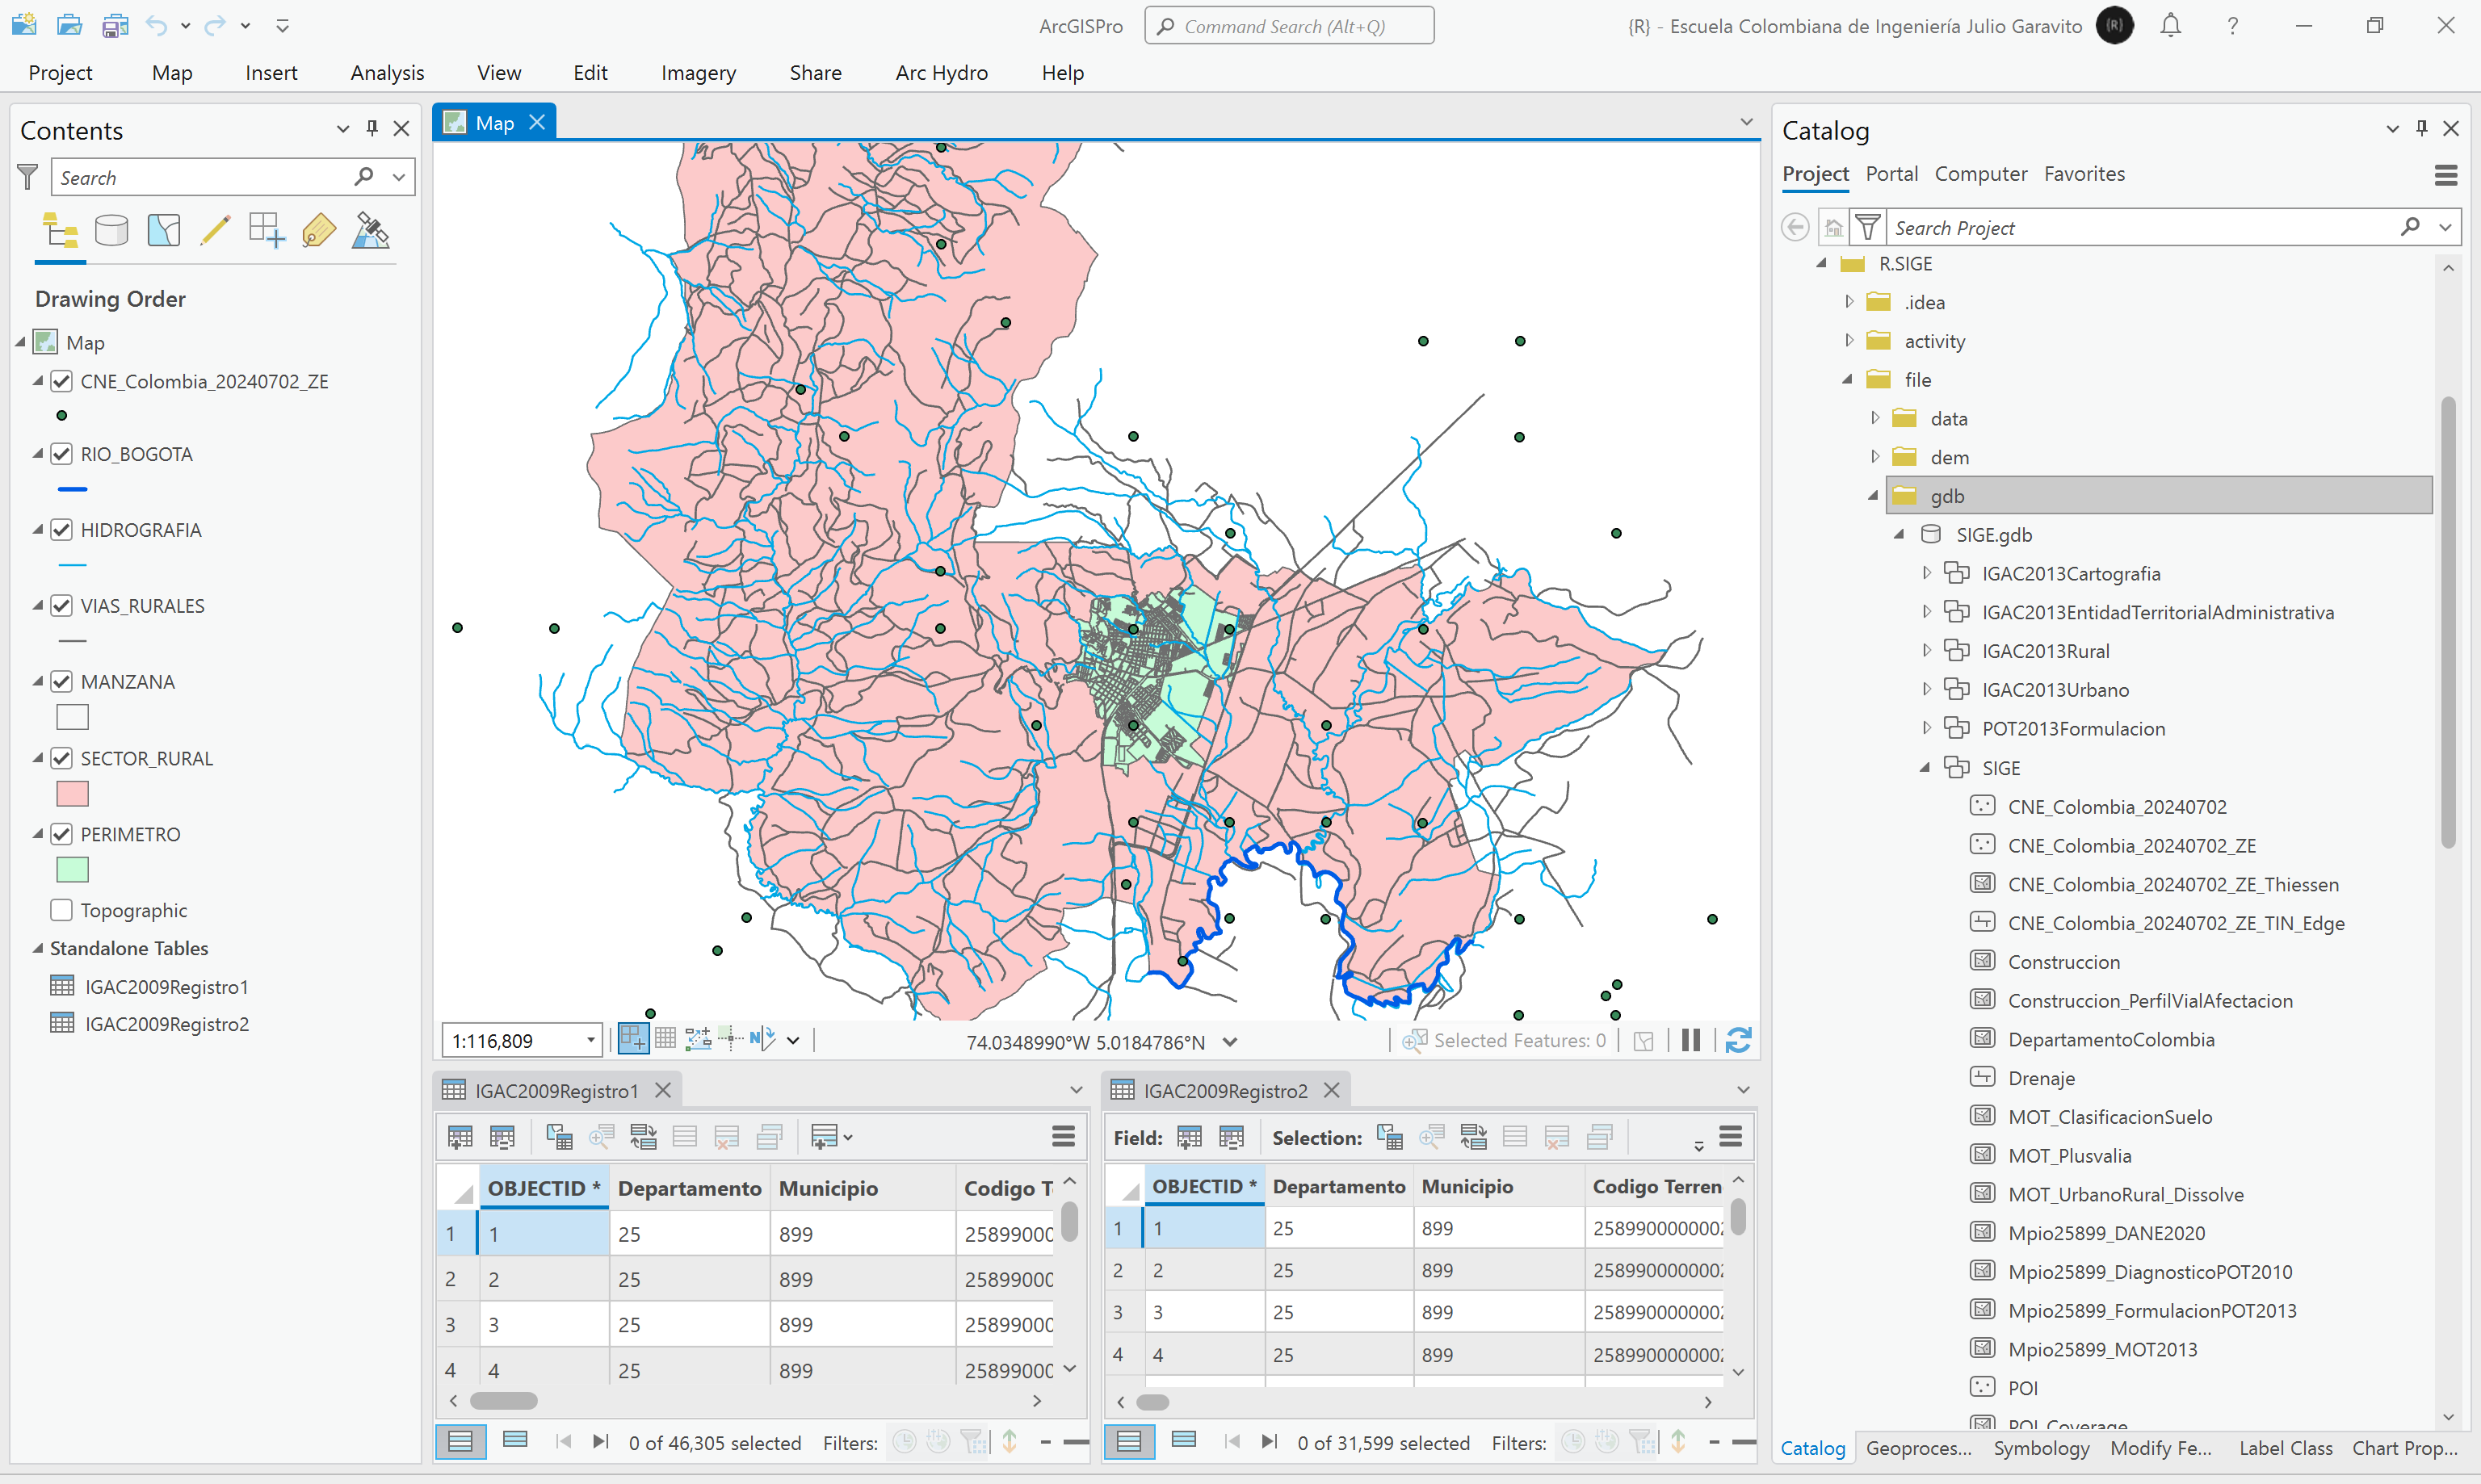 ArcGISPro
Command Search (Alt+Q)
{R} - Escuela Colombiana de Ingeniería Julio Garavito
{R}
Project Map Insert Analysis View Edit Imagery Share Arc Hydro Help
Contents
Search
Drawing Order
Map
CNE_Colombia_20240702_ZE
RIO_BOGOTA
HIDROGRAFIA
VIAS_RURALES
MANZANA
SECTOR_RURAL
PERIMETRO
Topographic
Standalone Tables
IGAC2009Registro1
IGAC2009Registro2
Map
1:116,809
N
74.0348990°W 5.0184786°N
Selected Features: 0
IGAC2009Registro1
OBJECTID * Departamento Municipio Codigo T
1 1 25 899 25899000
2 2 25 899 25899000
3 3 25 899 25899000
4 4 25 899 25899000
0 of 46,305 selected Filters:
IGAC2009Registro2
Field: Selection:
OBJECTID * Departamento Municipio Codigo Terren
1 1 25 899 2589900000002
2 2 25 899 2589900000002
3 3 25 899 2589900000002
4 4 25 899 2589900000002
0 of 31,599 selected Filters:
Catalog
Project Portal Computer Favorites
Search Project
R.SIGE
.idea
activity
file
data
dem
gdb
SIGE.gdb
IGAC2013Cartografia
IGAC2013EntidadTerritorialAdministrativa
IGAC2013Rural
IGAC2013Urbano
POT2013Formulacion
SIGE
CNE_Colombia_20240702
CNE_Colombia_20240702_ZE
CNE_Colombia_20240702_ZE_Thiessen
CNE_Colombia_20240702_ZE_TIN_Edge
Construccion
Construccion_PerfilVialAfectacion
DepartamentoColombia
Drenaje
MOT_ClasificacionSuelo
MOT_Plusvalia
MOT_UrbanoRural_Dissolve
Mpio25899_DANE2020
Mpio25899_DiagnosticoPOT2010
Mpio25899_FormulacionPOT2013
Mpio25899_MOT2013
POI
POI_Coverage
Catalog Geoproces... Symbology Modify Fe... Label Class Chart Prop...